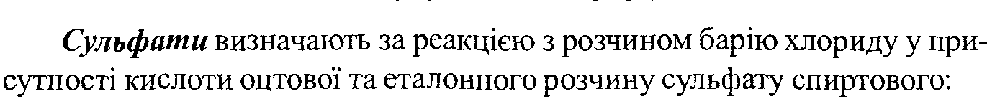 Сульфати визначають за реакцією з розчином барію хлориду у при-
сутності кислоти оцтової та еталонного розчину сульфату спиртового: